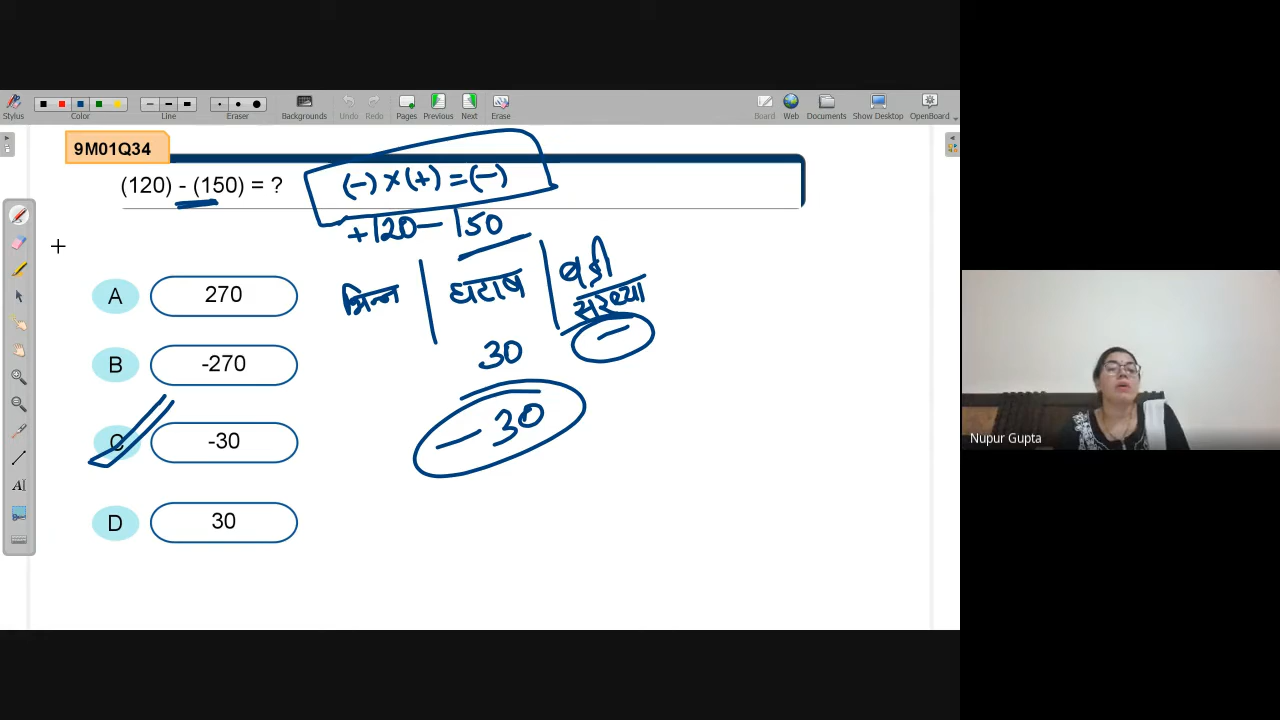 Stylus
Color
Line
Eraser
Backgrounds
Undo
Redo
Pages
Previous
Next
Erase
Board
Web
Documents
Show Desktop
OpenBoard
9M01Q34
(120) - (150) = ?
(-) × (+) = (-)
+120 - 150
भिन्न | घटाव | बड़ी
संख्या
-
30
- 30
A 270
B -270
C -30
D 30
Nupur Gupta